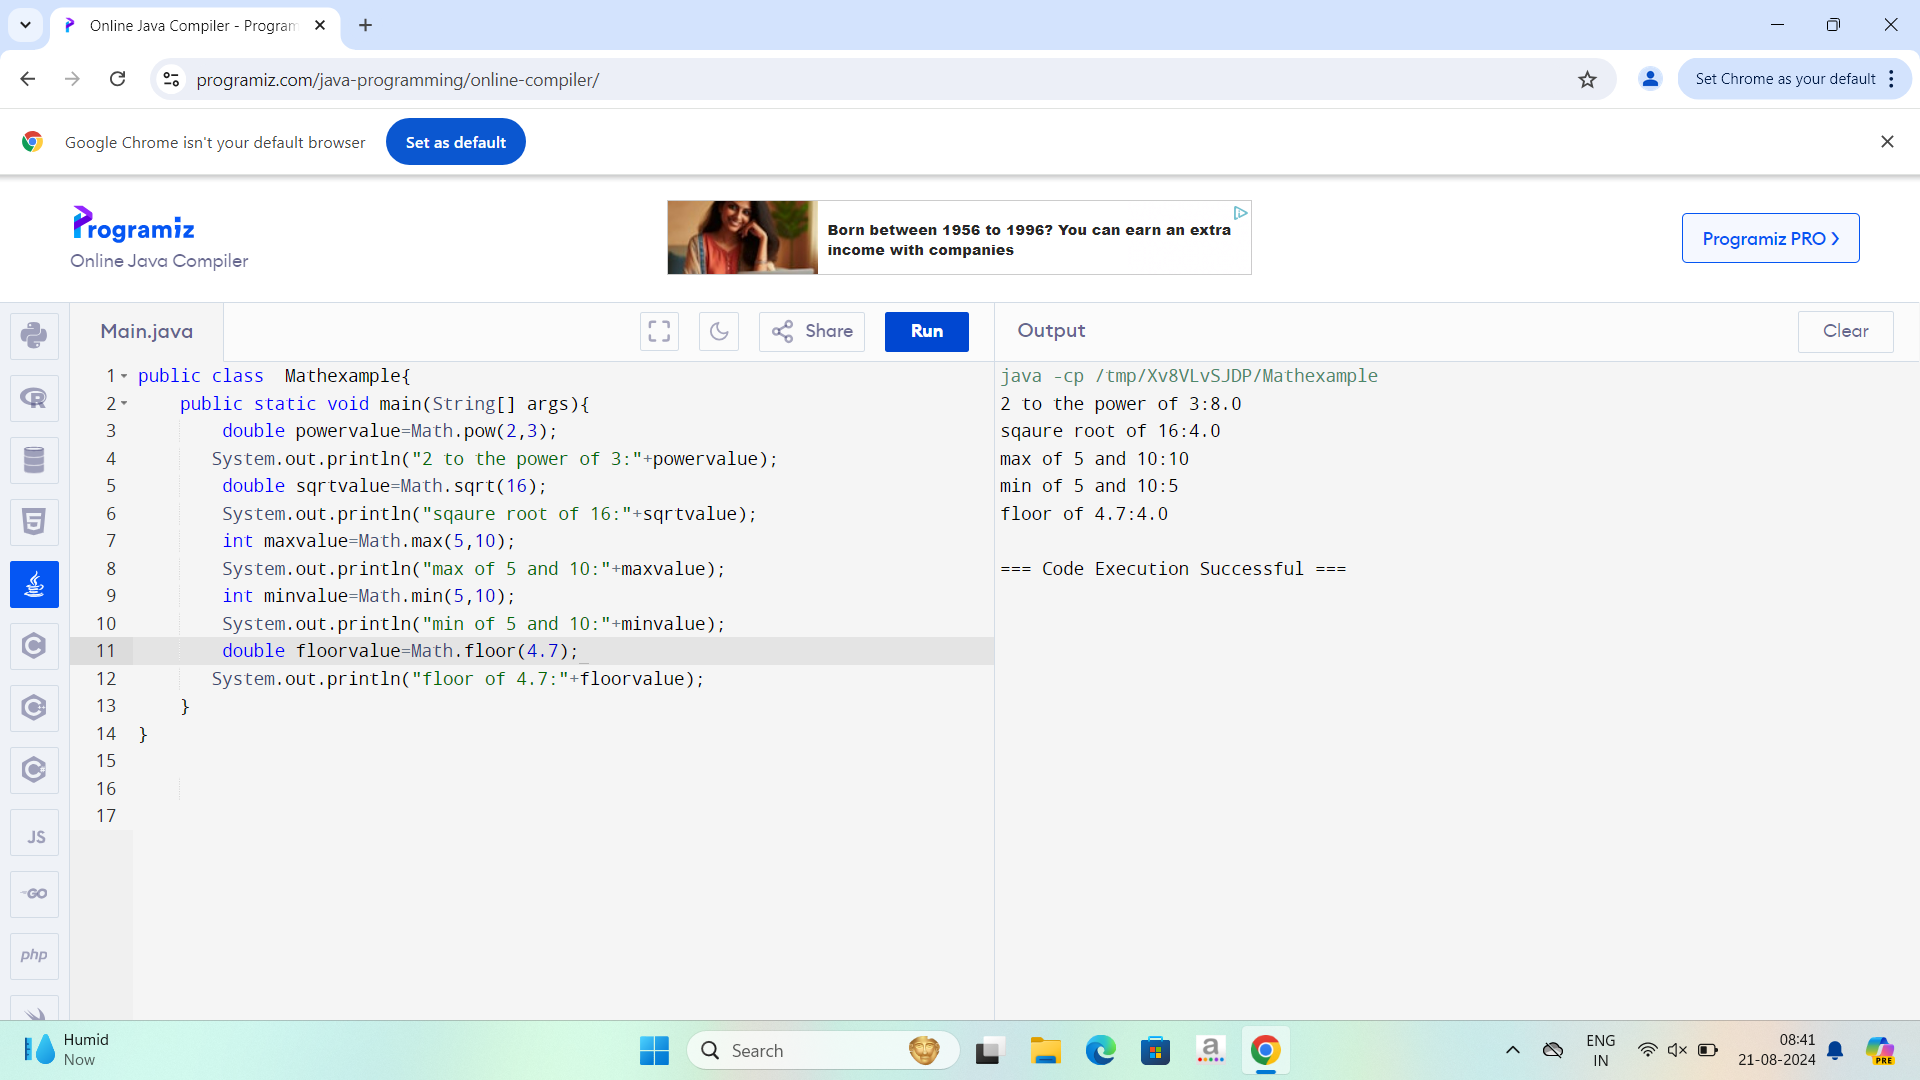 Online Java Compiler - Program
programiz.com/java-programming/online-compiler/
Set Chrome as your default
Google Chrome isn't your default browser
Set as default
Programiz
Online Java Compiler
Born between 1956 to 1996? You can earn an extra
income with companies
Programiz PRO
Main.java
Share
Run
Output
Clear
1 public class  Mathexample{
2     public static void main(String[] args){
3         double powervalue=Math.pow(2,3);
4        System.out.println("2 to the power of 3:"+powervalue);
5         double sqrtvalue=Math.sqrt(16);
6         System.out.println("sqaure root of 16:"+sqrtvalue);
7         int maxvalue=Math.max(5,10);
8         System.out.println("max of 5 and 10:"+maxvalue);
9         int minvalue=Math.min(5,10);
10         System.out.println("min of 5 and 10:"+minvalue);
11         double floorvalue=Math.floor(4.7);_
12        System.out.println("floor of 4.7:"+floorvalue);
13     }
14 }
15
16
17
java -cp /tmp/Xv8VLvSJDP/Mathexample
2 to the power of 3:8.0
sqaure root of 16:4.0
max of 5 and 10:10
min of 5 and 10:5
floor of 4.7:4.0
=== Code Execution Successful ===
R
5
C
C
C
JS
GO
php
Humid
Now
Search
a
ENG
IN
08:41
21-08-2024
PRE